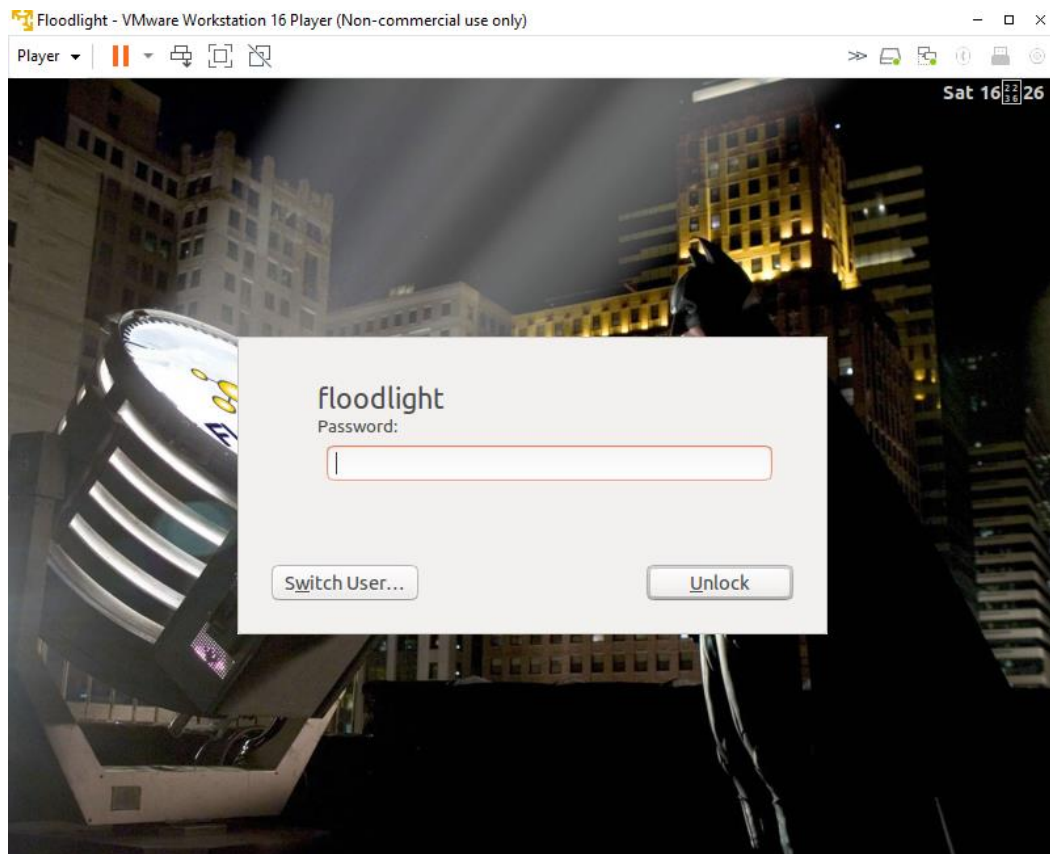 Floodlight - VMware Workstation 16 Player (Non-commercial use only)
Player
Sat 16∶26
floodlight
Password:
Switch User...
Unlock